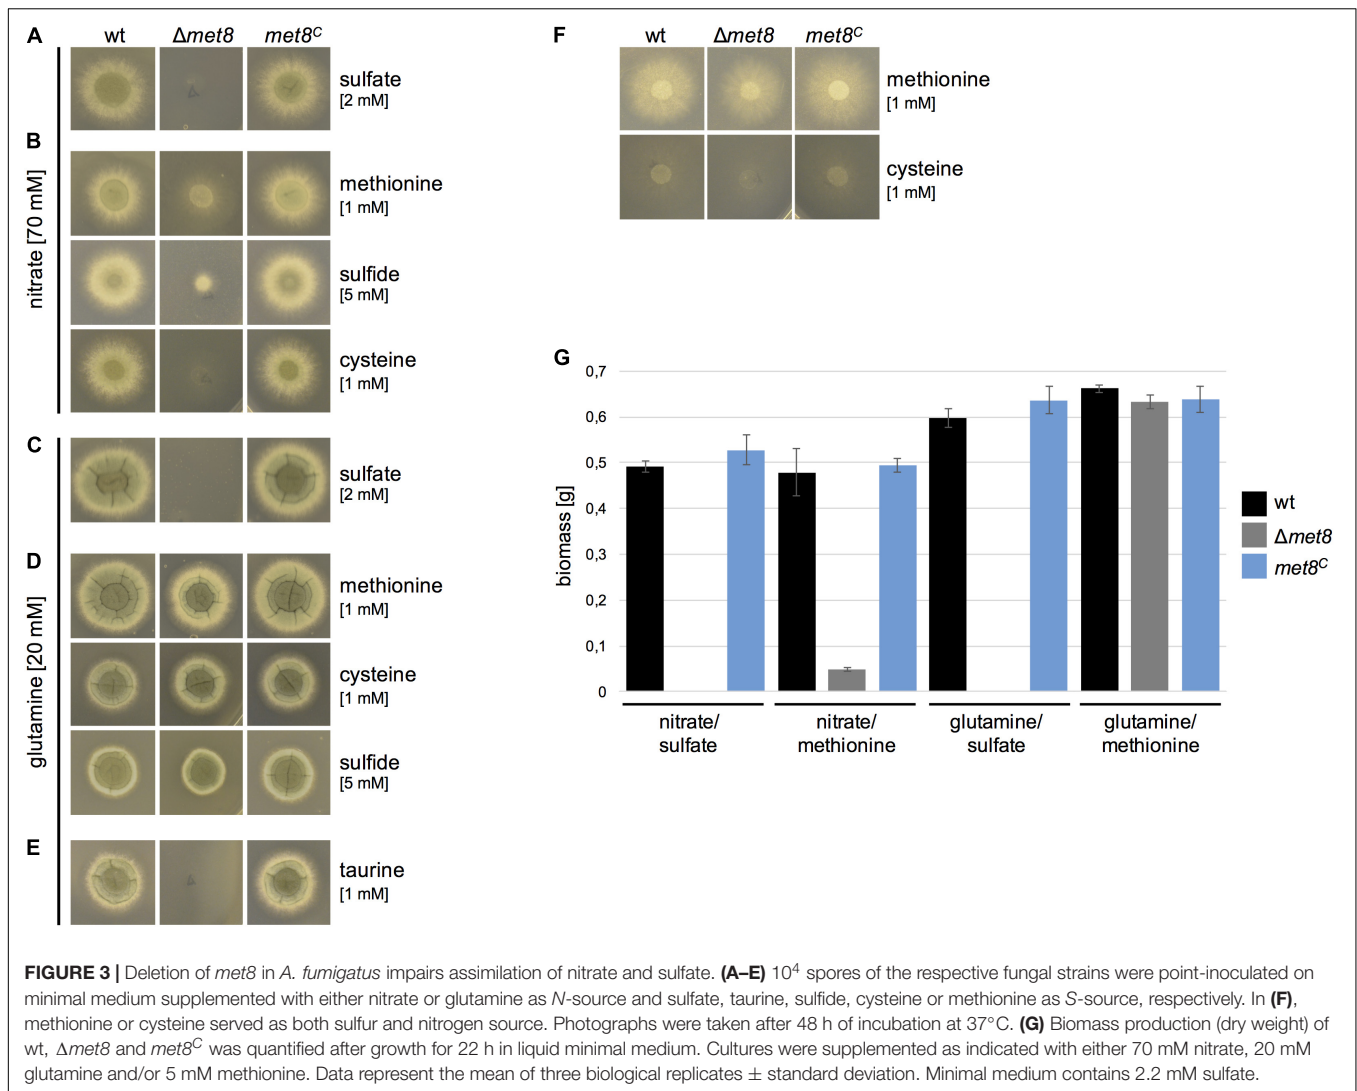 A
wt
Δmet8
met8C
sulfate
[2 mM]
B
nitrate [70 mM]
methionine
[1 mM]
sulfide
[5 mM]
cysteine
[1 mM]
C
sulfate
[2 mM]
D
glutamine [20 mM]
methionine
[1 mM]
cysteine
[1 mM]
sulfide
[5 mM]
E
taurine
[1 mM]
F
wt
Δmet8
met8C
methionine
[1 mM]
cysteine
[1 mM]
G
biomass [g]
0,7
0,6
0,5
0,4
0,3
0,2
0,1
0
nitrate/
sulfate
nitrate/
methionine
glutamine/
sulfate
glutamine/
methionine
wt
Δmet8
met8C
FIGURE 3 | Deletion of met8 in A. fumigatus impairs assimilation of nitrate and sulfate. (A–E) 10⁴ spores of the respective fungal strains were point-inoculated on
minimal medium supplemented with either nitrate or glutamine as N-source and sulfate, taurine, sulfide, cysteine or methionine as S-source, respectively. In (F),
methionine or cysteine served as both sulfur and nitrogen source. Photographs were taken after 48 h of incubation at 37°C. (G) Biomass production (dry weight) of
wt, Δmet8 and met8C was quantified after growth for 22 h in liquid minimal medium. Cultures were supplemented as indicated with either 70 mM nitrate, 20 mM
glutamine and/or 5 mM methionine. Data represent the mean of three biological replicates ± standard deviation. Minimal medium contains 2.2 mM sulfate.